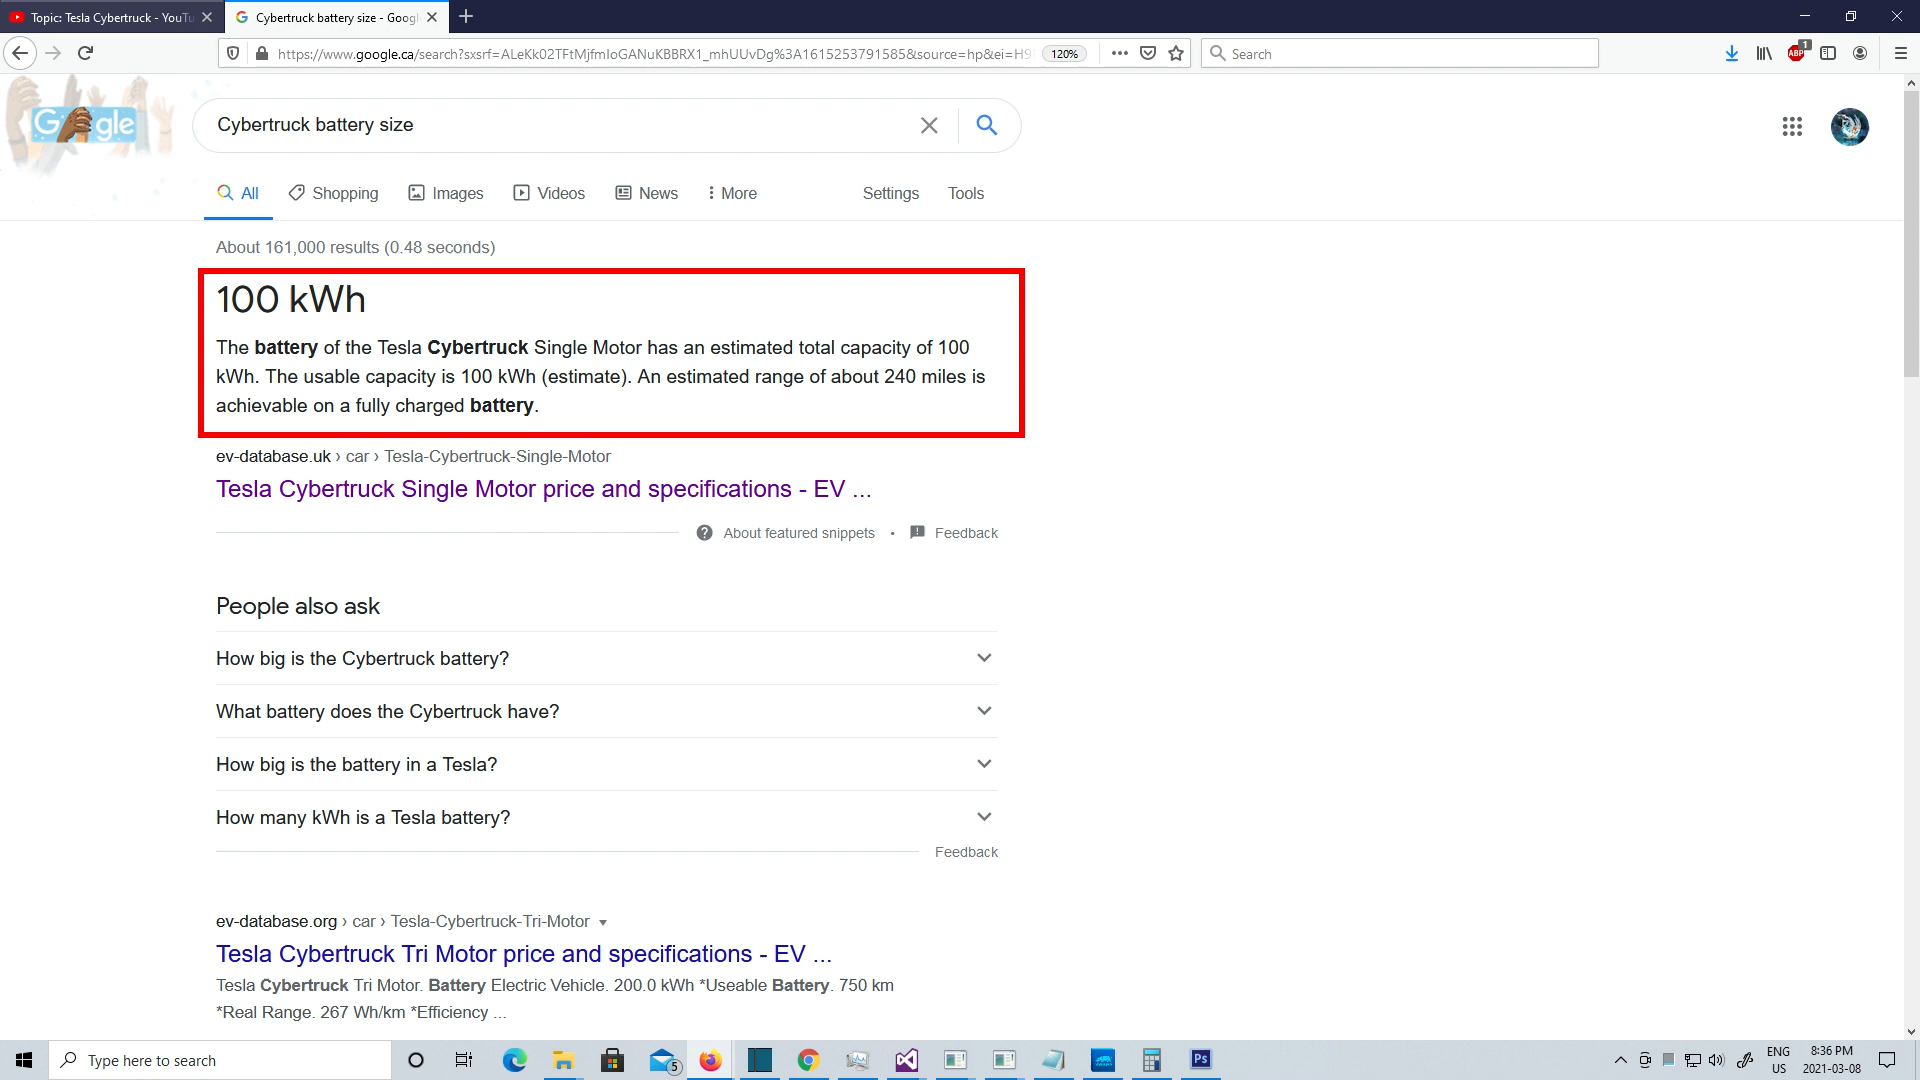 Topic: Tesla Cybertruck - YouTu
Cybertruck battery size - Googl
https://www.google.ca/search?sxsrf=ALeKk02TFtMjfmIoGANuKBBRX1_mhUUvDg%3A1615253791585&source=hp&ei=H9
120%
Search
ABP
1
Google
Cybertruck battery size
All
Shopping
Images
Videos
News
More
Settings
Tools
About 161,000 results (0.48 seconds)
100 kWh
The battery of the Tesla Cybertruck Single Motor has an estimated total capacity of 100
kWh. The usable capacity is 100 kWh (estimate). An estimated range of about 240 miles is
achievable on a fully charged battery.
ev-database.uk › car › Tesla-Cybertruck-Single-Motor
Tesla Cybertruck Single Motor price and specifications - EV ...
About featured snippets • Feedback
People also ask
How big is the Cybertruck battery?
What battery does the Cybertruck have?
How big is the battery in a Tesla?
How many kWh is a Tesla battery?
Feedback
ev-database.org › car › Tesla-Cybertruck-Tri-Motor
Tesla Cybertruck Tri Motor price and specifications - EV ...
Tesla Cybertruck Tri Motor. Battery Electric Vehicle. 200.0 kWh *Useable Battery. 750 km
*Real Range. 267 Wh/km *Efficiency ...
Type here to search
5
Ps
ENG
US
8:36 PM
2021-03-08